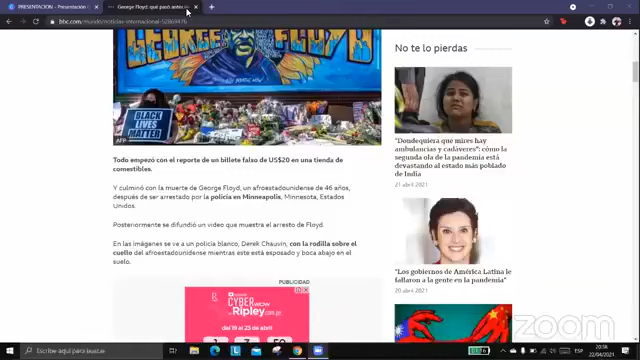 PRESENTACION - Presentación
George Floyd: qué pasó antes
bbc.com/mundo/noticias-internacional-52869476
FLOYD
BLACK
LIVES
MATTER
AFP
Todo empezó con el reporte de un billete falso de US$20 en una tienda de
comestibles.
Y culminó con la muerte de George Floyd, un afroestadounidense de 46 años,
después de ser arrestado por la policía en Minneapolis, Minnesota, Estados
Unidos.
Posteriormente se difundió un video que muestra el arresto de Floyd.
En las imágenes se ve a un policía blanco, Derek Chauvin, con la rodilla sobre el
cuello del afroestadounidense mientras éste está esposado y boca abajo en el
suelo.
PUBLICIDAD
CYBER
WOW
en Ripley.com.pe
del 19 al 23 de abril
No te lo pierdas
"Dondequiera que mires hay
ambulancias y cadáveres": cómo la
segunda ola de la pandemia está
devastando al estado más poblado
de India
21 abril 2021
"Los gobiernos de América Latina le
fallaron a la gente en la pandemia"
20 abril 2021
zoom
Escribe aquí para buscar
ESP
20:56
22/04/2021